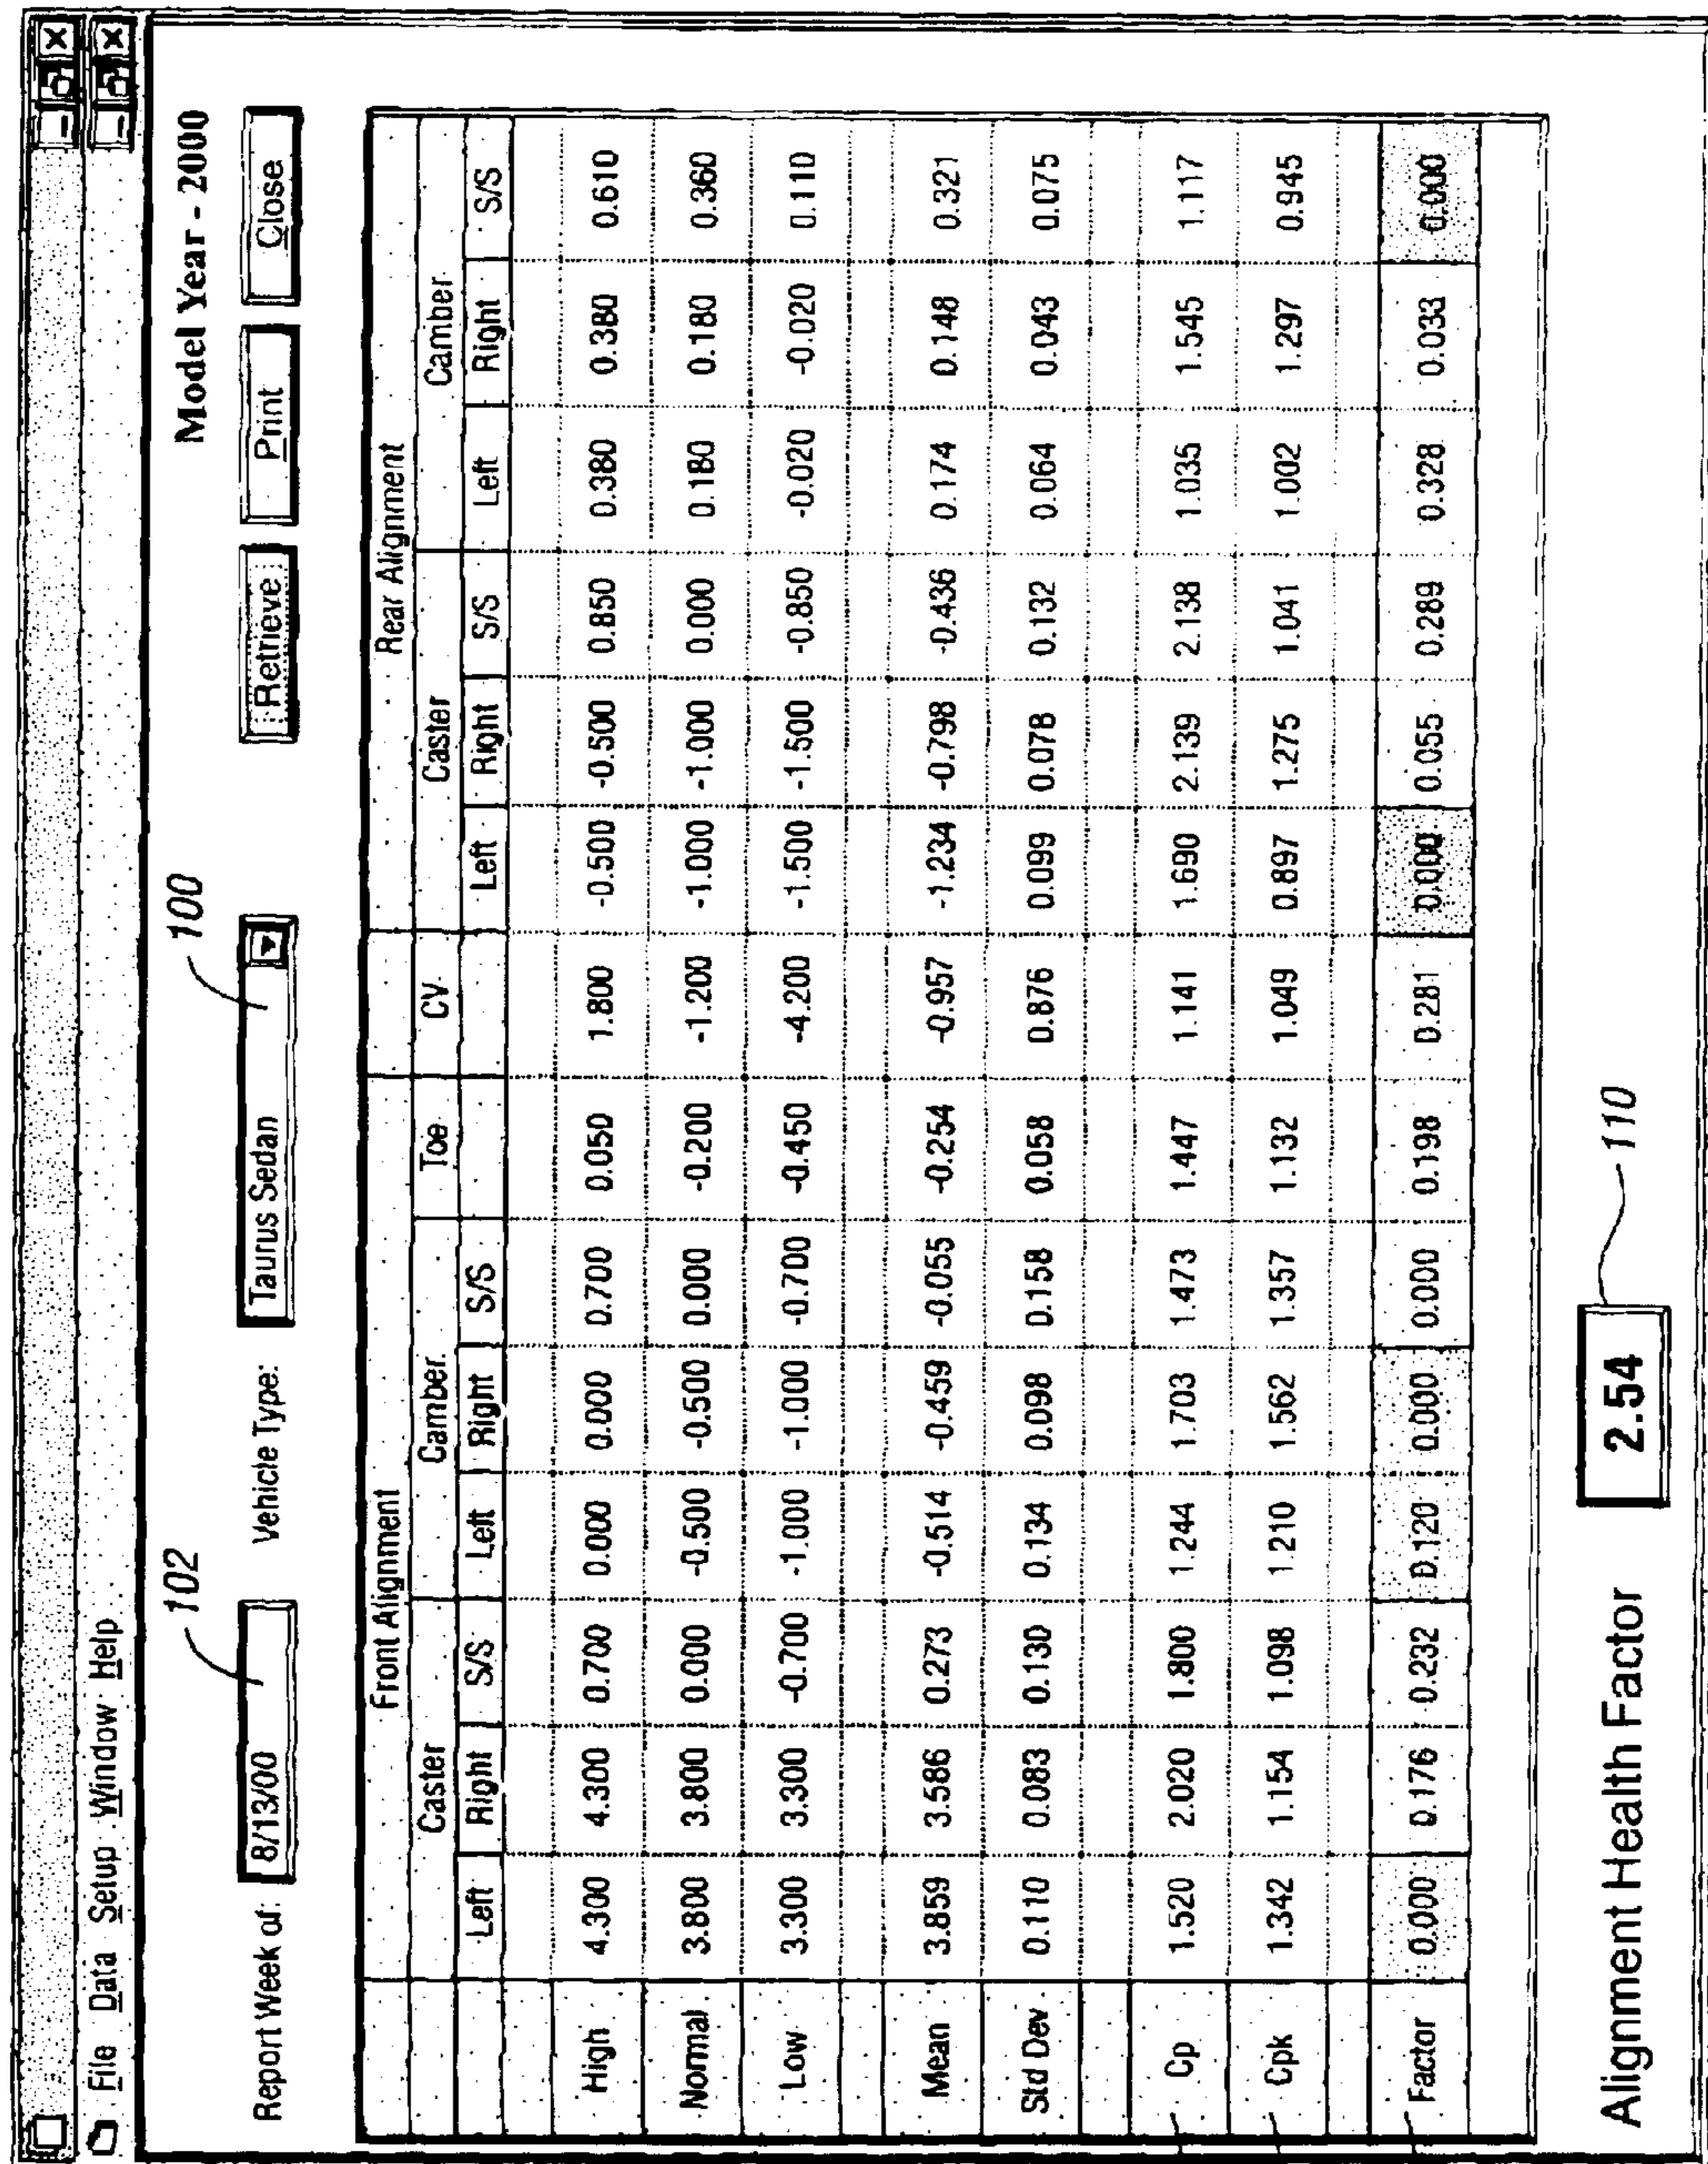 File Data Setup Window Help
102
100
Model Year - 2000
Report Week of: 8/13/00 Vehicle Type: Taurus Sedan Retrieve Print Close
Front Alignment Rear Alignment
Caster Camber Toe CV Caster Camber
Left Right S/S Left Right S/S Left Right S/S Left Right S/S
High 4.300 4.300 0.700 0.000 0.000 0.700 0.050 1.800 -0.500 -0.500 0.850 0.380 0.380 0.610
Normal 3.800 3.800 0.000 -0.500 -0.500 0.000 -0.200 -1.200 -1.000 -1.000 0.000 0.180 0.180 0.360
Low 3.300 3.300 -0.700 -1.000 -1.000 -0.700 -0.450 -4.200 -1.500 -1.500 -0.850 -0.020 -0.020 0.110
Mean 3.859 3.586 0.273 -0.514 -0.459 -0.055 -0.254 -0.957 -1.234 -0.798 -0.436 0.174 0.148 0.321
Std Dev 0.110 0.083 0.130 0.134 0.098 0.158 0.058 0.876 0.099 0.078 0.132 0.064 0.043 0.075
Cp 1.520 2.020 1.800 1.244 1.703 1.473 1.447 1.141 1.690 2.139 2.138 1.035 1.545 1.117
Cpk 1.342 1.154 1.098 1.210 1.562 1.357 1.132 1.049 0.897 1.275 1.041 1.002 1.297 0.945
Factor 0.000 0.176 0.232 0.120 0.000 0.000 0.198 0.281 0.000 0.055 0.289 0.328 0.033 0.000
Alignment Health Factor 2.54 110